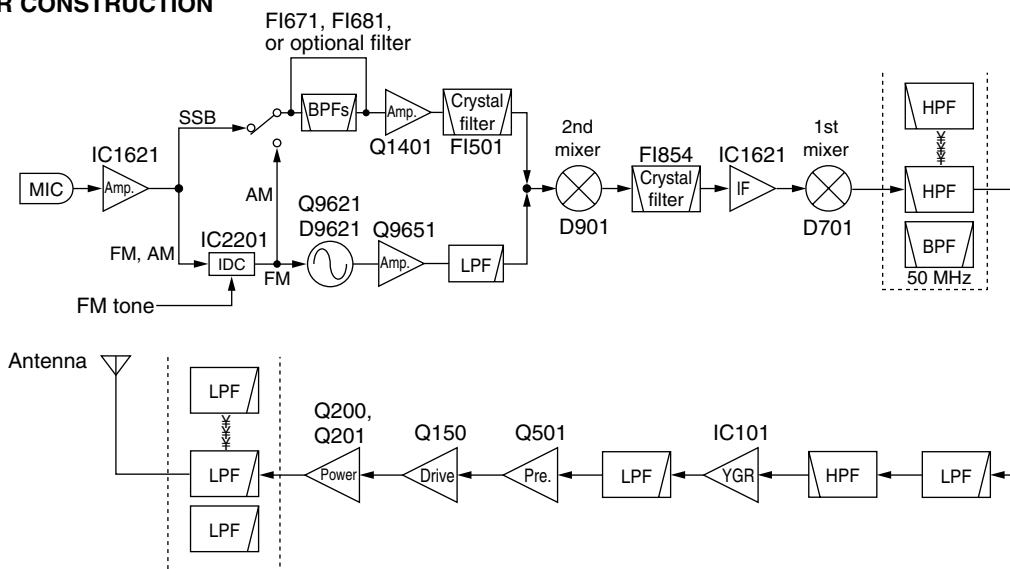 R CONSTRUCTION
FI671, FI681,
or optional filter
SSB
BPFs
Amp.
Q1401
Crystal
filter
FI501
IC1621
MIC
Amp.
AM
2nd
mixer
D901
FI854
Crystal
filter
IC1621
IF
1st
mixer
D701
HPF
¥¥¥
HPF
BPF
50 MHz
FM, AM
IC2201
IDC
FM
Q9621
D9621
Q9651
Amp.
LPF
FM tone
Antenna
LPF
¥¥¥
LPF
LPF
Q200,
Q201
Power
Q150
Drive
Q501
Pre.
LPF
IC101
YGR
HPF
LPF